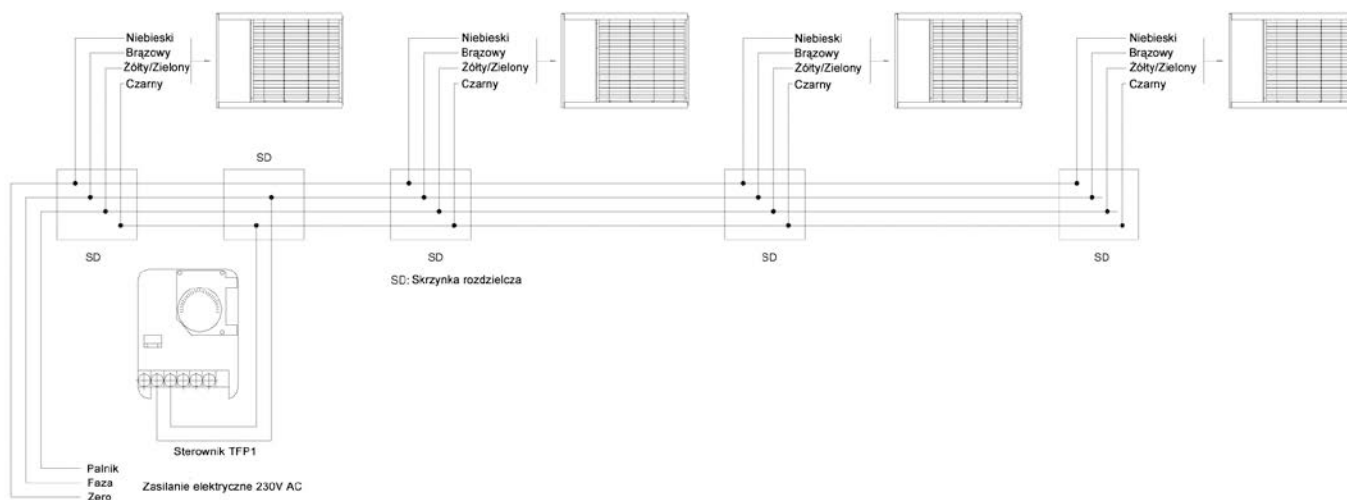 Niebieski
Brązowy
Żółty/Zielony
Czarny
Niebieski
Brązowy
Żółty/Zielony
Czarny
Niebieski
Brązowy
Żółty/Zielony
Czarny
Niebieski
Brązowy
Żółty/Zielony
Czarny
SD
SD
SD
SD
SD
SD: Skrzynka rozdzielcza
Sterownik TFP1
Palnik
Faza
Zero
Zasilanie elektryczne 230V AC